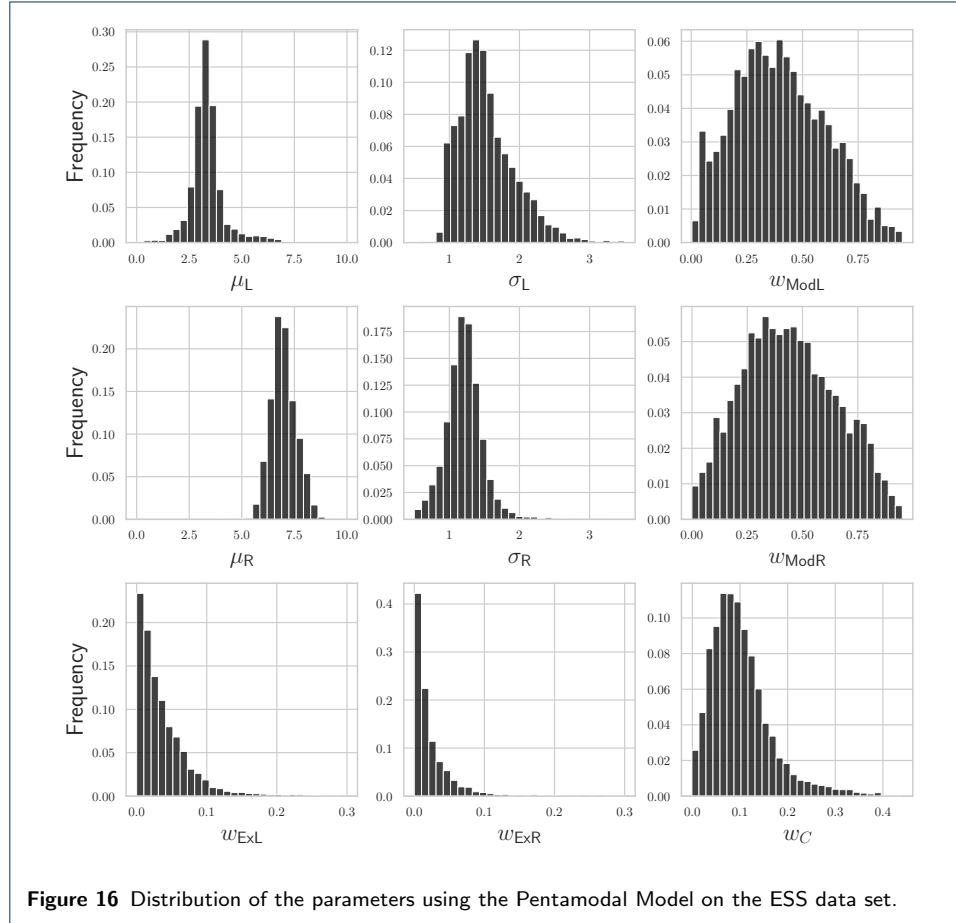 0.30
0.25
0.20
0.15
0.10
0.05
0.00
Frequency
0.0 2.5 5.0 7.5 10.0
μL
0.12
0.10
0.08
0.06
0.04
0.02
0.00
1 2 3
σL
0.06
0.05
0.04
0.03
0.02
0.01
0.00
0.00 0.25 0.50 0.75
wModL
0.20
0.15
0.10
0.05
0.00
Frequency
0.0 2.5 5.0 7.5 10.0
μR
0.175
0.150
0.125
0.100
0.075
0.050
0.025
0.000
1 2 3
σR
0.05
0.04
0.03
0.02
0.01
0.00
0.00 0.25 0.50 0.75
wModR
0.20
0.15
0.10
0.05
0.00
Frequency
0.0 0.1 0.2 0.3
wExL
0.4
0.3
0.2
0.1
0.0
0.0 0.1 0.2 0.3
wExR
0.10
0.08
0.06
0.04
0.02
0.00
0.0 0.1 0.2 0.3 0.4
wC
Figure 16 Distribution of the parameters using the Pentamodal Model on the ESS data set.